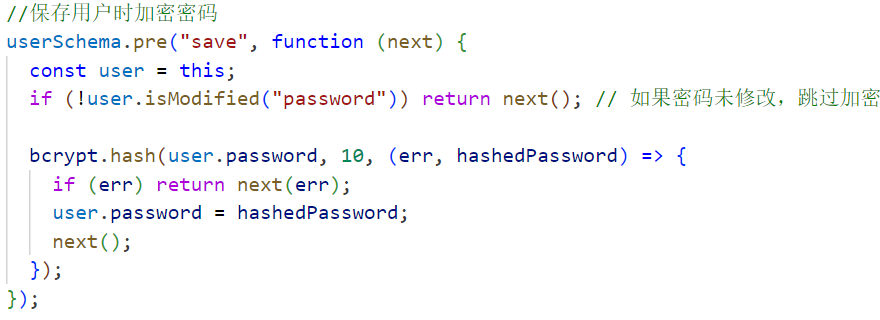 //保存用户时加密密码
userSchema.pre("save", function (next) {
  const user = this;
  if (!user.isModified("password")) return next(); // 如果密码未修改，跳过加密

  bcrypt.hash(user.password, 10, (err, hashedPassword) => {
    if (err) return next(err);
    user.password = hashedPassword;
    next();
  });
});